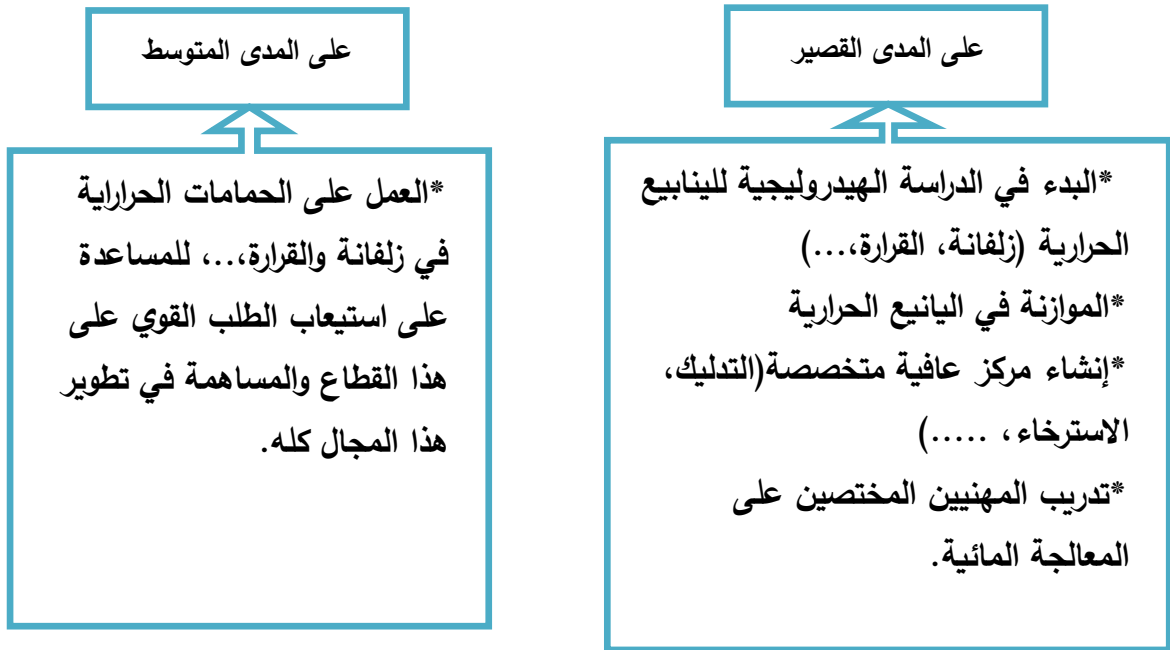 على المدى القصير
*البدء في الدراسة الهيدروليجية للينابيع
الحرارية (زلفانة، القرارة،...)
*الموازنة في اليانيع الحرارية
*إنشاء مركز عافية متخصصة(التدليك،
الاسترخاء، .....)
*تدريب المهنيين المختصين على
المعالجة المائية.
على المدى المتوسط
*العمل على الحمامات الحراراية
في زلفانة والقرارة،..، للمساعدة
على استيعاب الطلب القوي على
هذا القطاع والمساهمة في تطوير
هذا المجال كله.